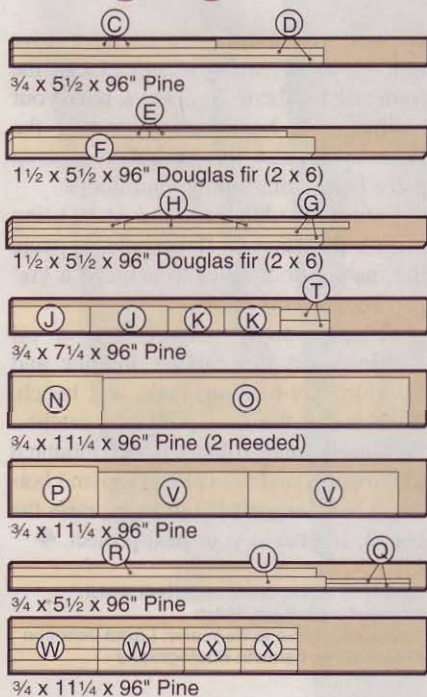 C D
¾ x 5½ x 96" Pine
E
F
1½ x 5½ x 96" Douglas fir (2 x 6)
H G
1½ x 5½ x 96" Douglas fir (2 x 6)
T
J J K K
¾ x 7¼ x 96" Pine
N O
¾ x 11¼ x 96" Pine (2 needed)
P V V
¾ x 11¼ x 96" Pine
R U Q
¾ x 5½ x 96" Pine
W W X X
¾ x 11¼ x 96" Pine